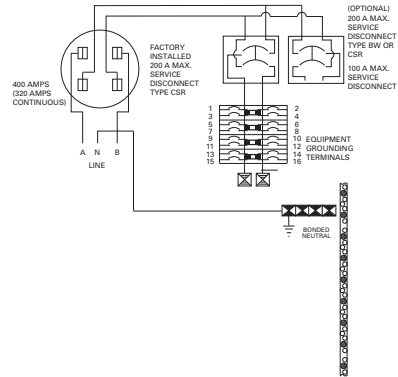 (OPTIONAL)
200 A MAX.
SERVICE
DISCONNECT
TYPE BW OR
CSR
100 A MAX.
SERVICE
DISCONNECT
FACTORY
INSTALLED
200 A MAX.
SERVICE
DISCONNECT
TYPE CSR
400 AMPS
(320 AMPS
CONTINUOUS)
A N B
LINE
1 2
3 4
5 6
7 8
9 10
11 12
13 14
15 16
EQUIPMENT
GROUNDING
TERMINALS
BONDED
NEUTRAL